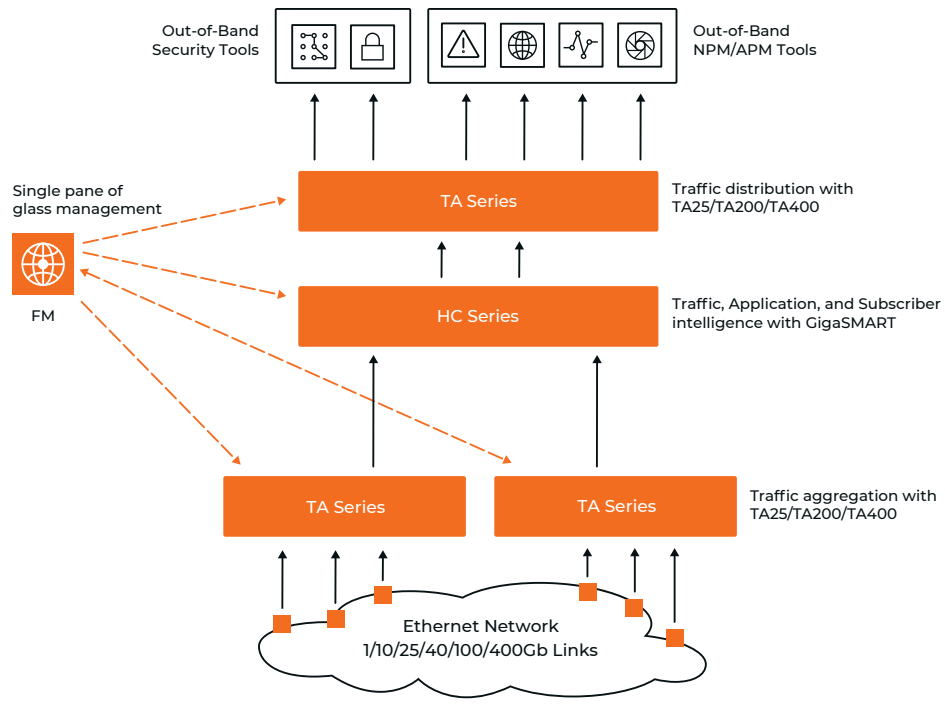 Out-of-Band
Security Tools
Out-of-Band
NPM/APM Tools
Single pane of
glass management
FM
TA Series
Traffic distribution with
TA25/TA200/TA400
HC Series
Traffic, Application, and Subscriber
intelligence with GigaSMART
TA Series
TA Series
Traffic aggregation with
TA25/TA200/TA400
Ethernet Network
1/10/25/40/100/400Gb Links